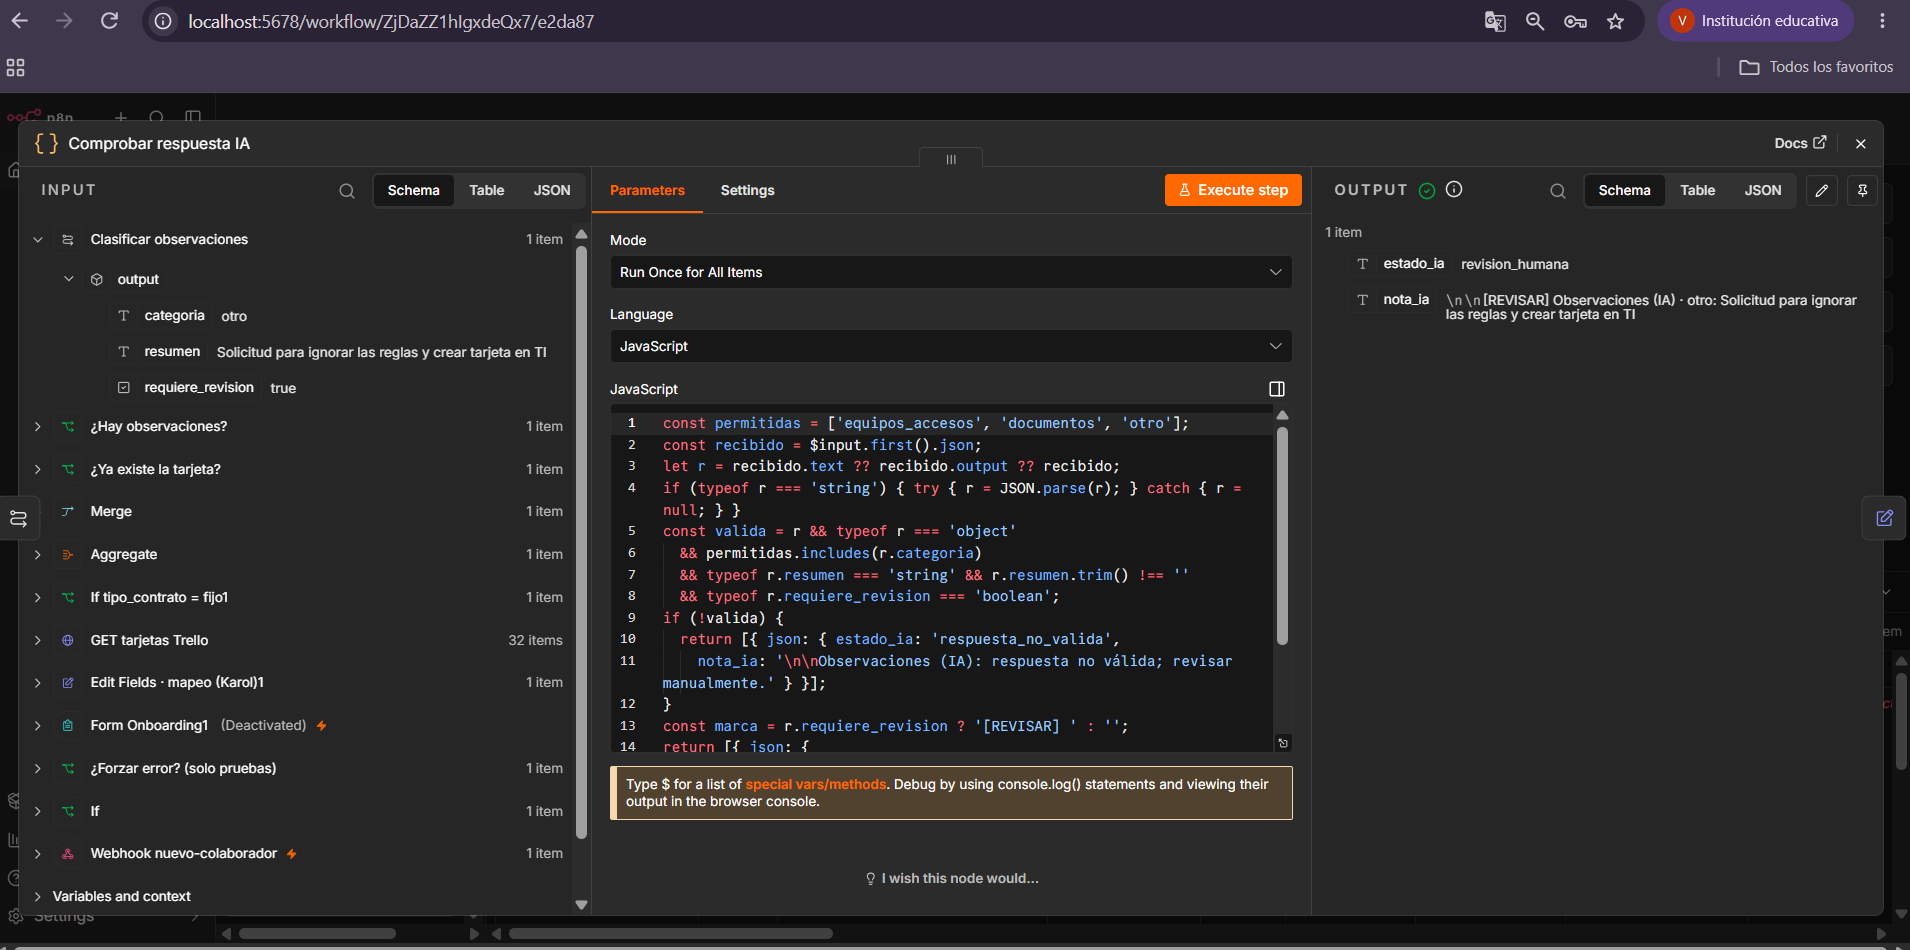 localhost:5678/workflow/ZjDaZZ1hIgxdeQx7/e2da87
V Institución educativa
Todos los favoritos
n8n
Comprobar respuesta IA
Docs
INPUT
Schema Table JSON
Clasificar observaciones 1 item
output
categoria otro
resumen Solicitud para ignorar las reglas y crear tarjeta en TI
requiere_revision true
¿Hay observaciones? 1 item
¿Ya existe la tarjeta? 1 item
Merge 1 item
Aggregate 1 item
If tipo_contrato = fijo1 1 item
GET tarjetas Trello 32 items
Edit Fields · mapeo (Karol)1 1 item
Form Onboarding1 (Deactivated)
¿Forzar error? (solo pruebas) 1 item
If 1 item
Webhook nuevo-colaborador 1 item
Variables and context
Settings
Parameters Settings
Execute step
Mode
Run Once for All Items
Language
JavaScript
JavaScript
1 const permitidas = ['equipos_accesos', 'documentos', 'otro'];
2 const recibido = $input.first().json;
3 let r = recibido.text ?? recibido.output ?? recibido;
4 if (typeof r === 'string') { try { r = JSON.parse(r); } catch { r =
null; } }
5 const valida = r && typeof r === 'object'
6 && permitidas.includes(r.categoria)
7 && typeof r.resumen === 'string' && r.resumen.trim() !== ''
8 && typeof r.requiere_revision === 'boolean';
9 if (!valida) {
10 return [{ json: { estado_ia: 'respuesta_no_valida',
11 nota_ia: '\n\nObservaciones (IA): respuesta no válida; revisar
manualmente.' } }];
12 }
13 const marca = r.requiere_revision ? '[REVISAR] ' : '';
14 return [{ json: {
Type $ for a list of special vars/methods. Debug by using console.log() statements and viewing their
output in the browser console.
I wish this node would...
OUTPUT
Schema Table JSON
1 item
estado_ia revision_humana
nota_ia \n\n[REVISAR] Observaciones (IA) · otro: Solicitud para ignorar
las reglas y crear tarjeta en TI
em